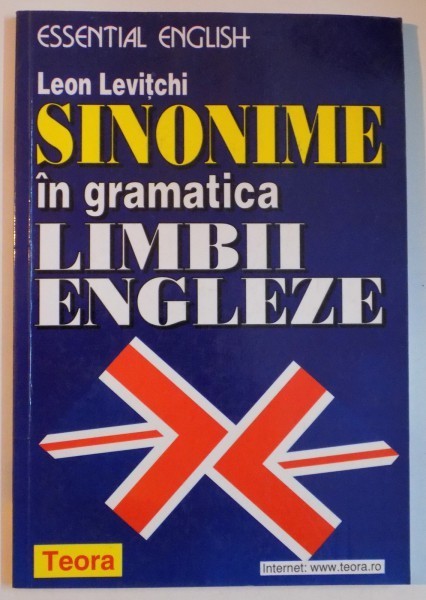 ESSENTIAL ENGLISH
Leon Levițchi
SINONIME
în gramatica
LIMBII
ENGLEZE
Teora
Internet: www.teora.ro